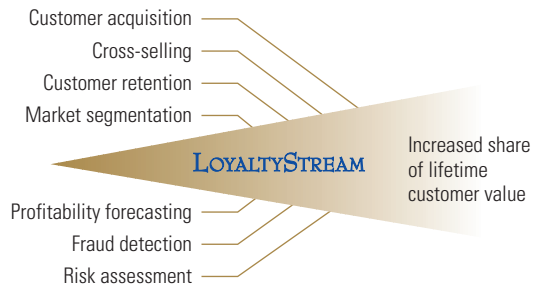 Customer acquisition
Cross-selling
Customer retention
Market segmentation
LOYALTYSTREAM
Increased share
of lifetime
customer value
Profitability forecasting
Fraud detection
Risk assessment